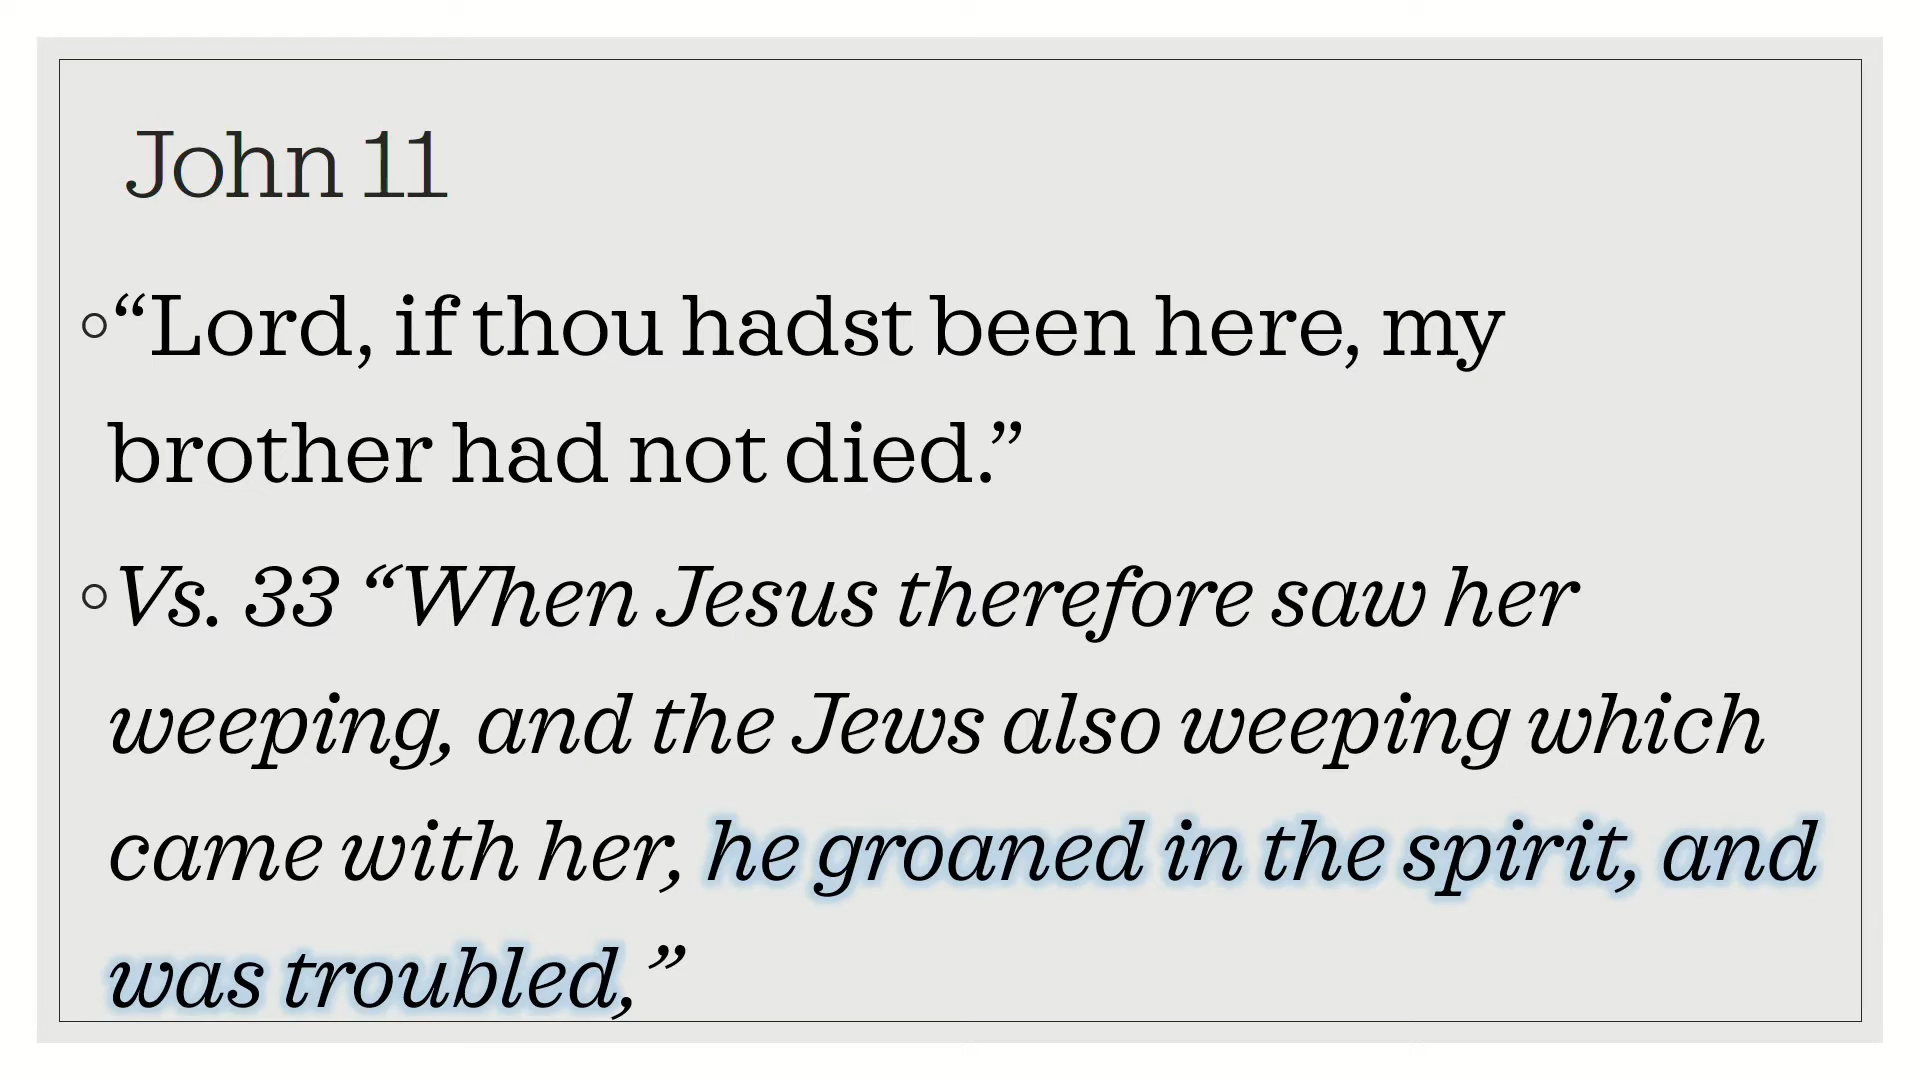 John 11
“Lord, if thou hadst been here, my
brother had not died.”
Vs. 33 “When Jesus therefore saw her
weeping, and the Jews also weeping which
came with her, he groaned in the spirit, and
was troubled,”